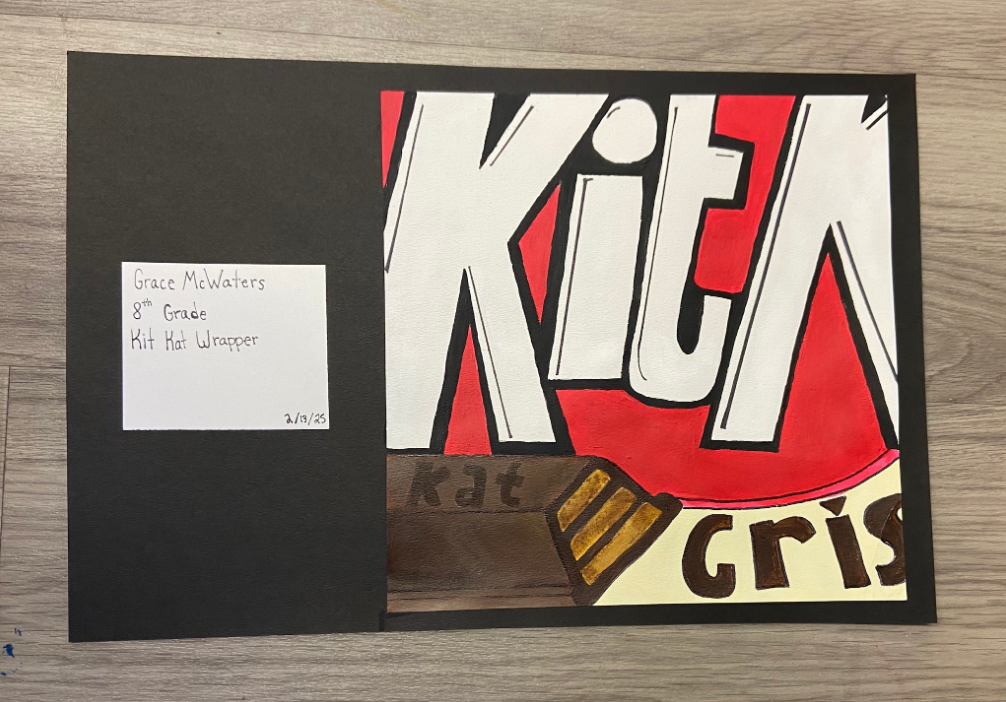 Grace McWaters
8th Grade
Kit Kat Wrapper
2/13/25
KitK
Kat
cris